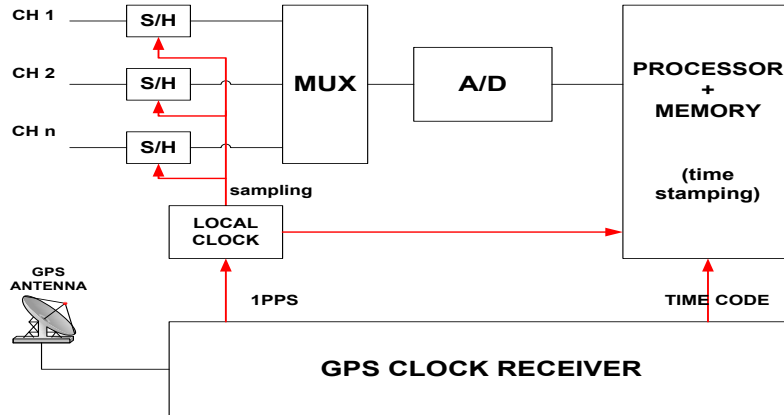 CH 1
S/H
CH 2
S/H
CH n
S/H
MUX
A/D
PROCESSOR
+
MEMORY
(time
stamping)
sampling
LOCAL
CLOCK
GPS
ANTENNA
1PPS
TIME CODE
GPS CLOCK RECEIVER